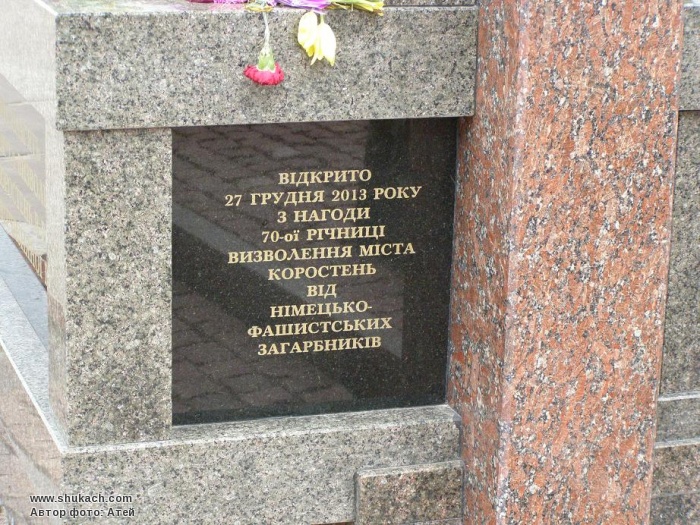 ВІДКРИТО
27 ГРУДНЯ 2013 РОКУ
З НАГОДИ
70-ої РІЧНИЦІ
ВИЗВОЛЕННЯ МІСТА
КОРОСТЕНЬ
ВІД
НІМЕЦЬКО-
ФАШИСТСЬКИХ
ЗАГАРБНИКІВ
www.shukach.com
Автор фото: Атей